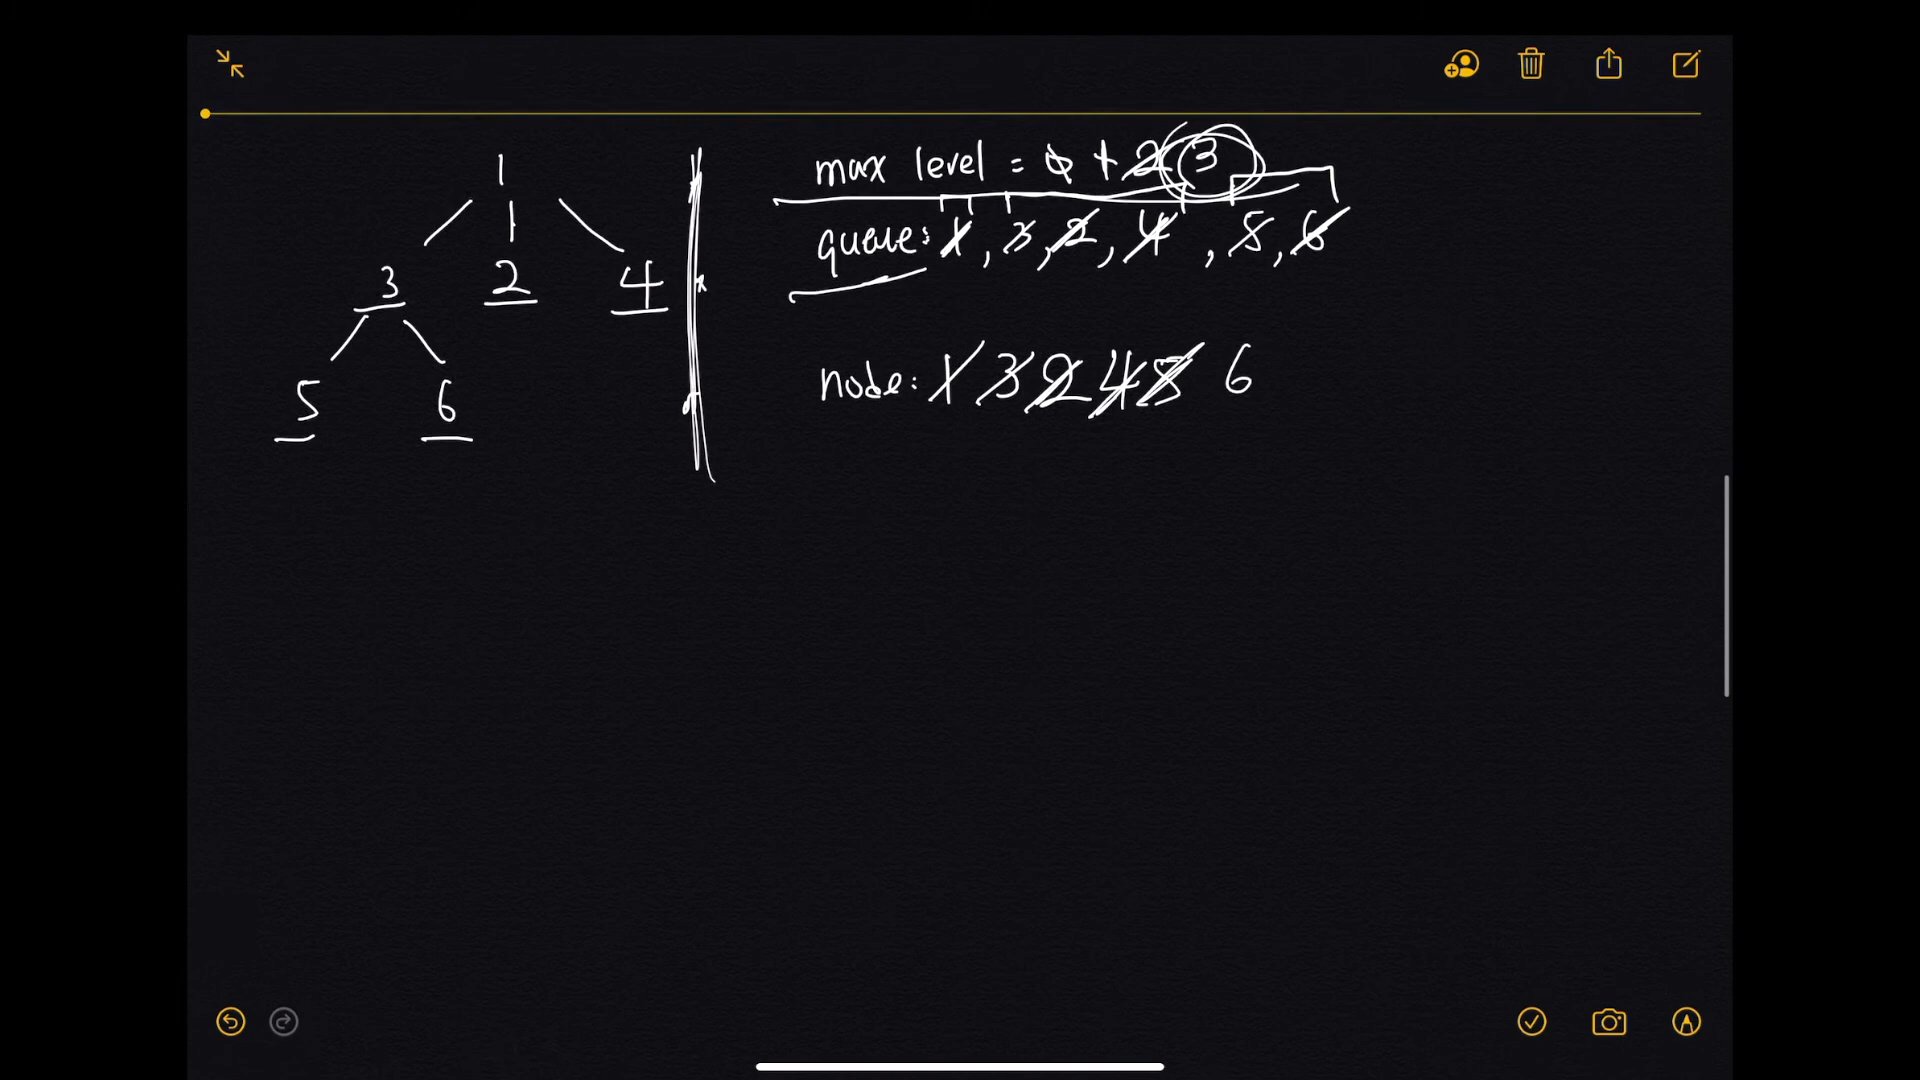 1
3 2 4
5 6
max level = 0 1 2 3
queue: 1, 3, 2, 4, 5, 6
node: 1 3 2 4 5 6